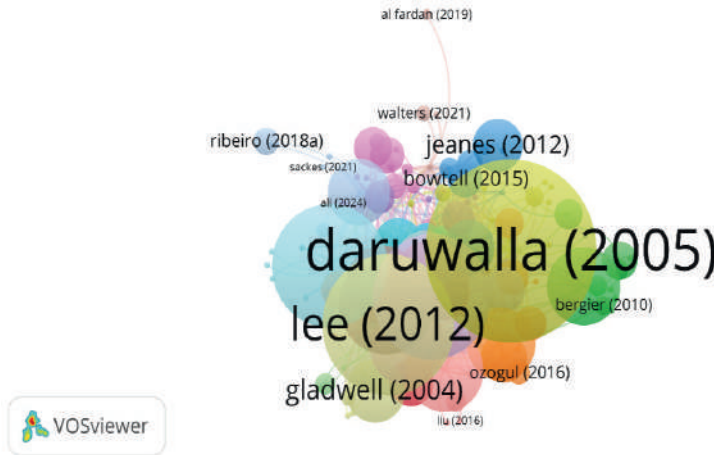 al fardan (2019)
walters (2021)
ribeiro (2018a)
jeanes (2012)
sackes (2021)
bowtell (2015)
ali (2024)
daruwalla (2005)
bergier (2010)
lee (2012)
ozogul (2016)
gladwell (2004)
liu (2016)
VOSviewer